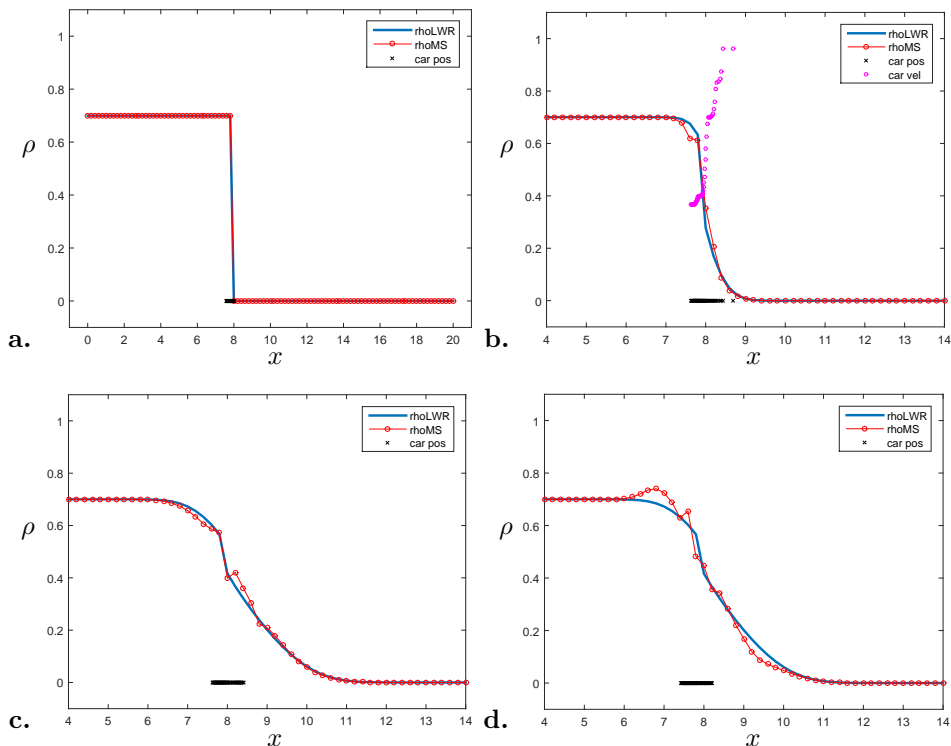 rhoLWR
rhoMS
car pos
1
0.8
0.6
0.4
0.2
0
ρ
0 2 4 6 8 10 12 14 16 18 20
x
a.
rhoLWR
rhoMS
car pos
car vel
1
0.8
0.6
0.4
0.2
0
ρ
4 5 6 7 8 9 10 11 12 13 14
x
b.
rhoLWR
rhoMS
car pos
1
0.8
0.6
0.4
0.2
0
ρ
4 5 6 7 8 9 10 11 12 13 14
x
c.
rhoLWR
rhoMS
car pos
1
0.8
0.6
0.4
0.2
0
ρ
4 5 6 7 8 9 10 11 12 13 14
x
d.